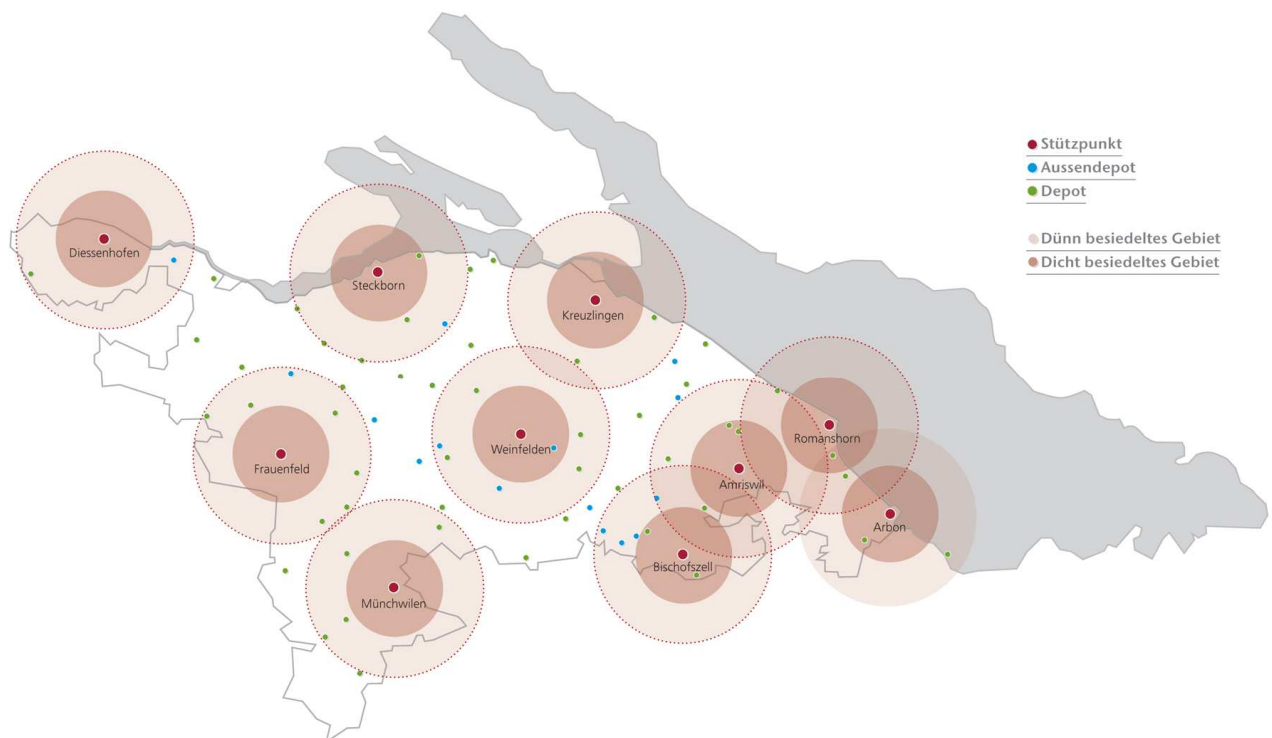 Stützpunkt
Aussendepot
Depot
Dünn besiedeltes Gebiet
Dicht besiedeltes Gebiet
Diessenhofen
Steckborn
Kreuzlingen
Romanshorn
Weinfelden
Frauenfeld
Amriswil
Arbon
Bischofszell
Münchwilen